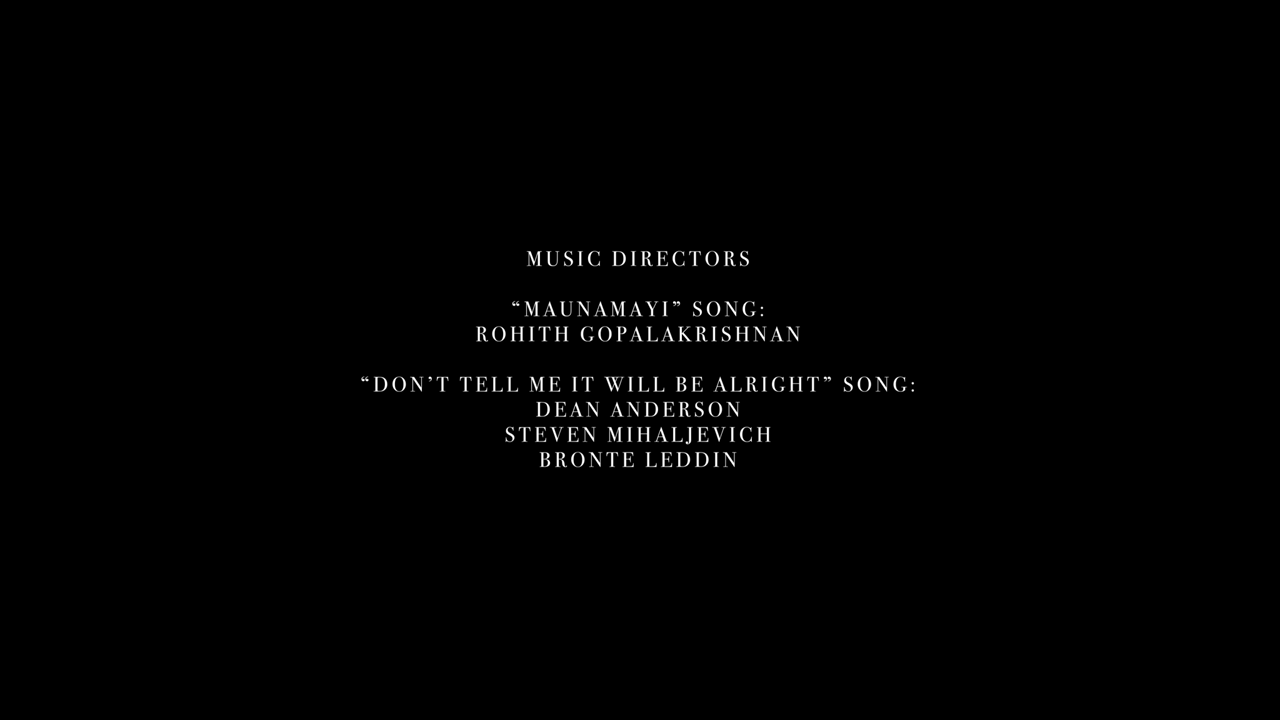 MUSIC DIRECTORS
“MAUNAMAYI” SONG:
ROHITH GOPALAKRISHNAN
“DON’T TELL ME IT WILL BE ALRIGHT” SONG:
DEAN ANDERSON
STEVEN MIHALJEVICH
BRONTE LEDDIN